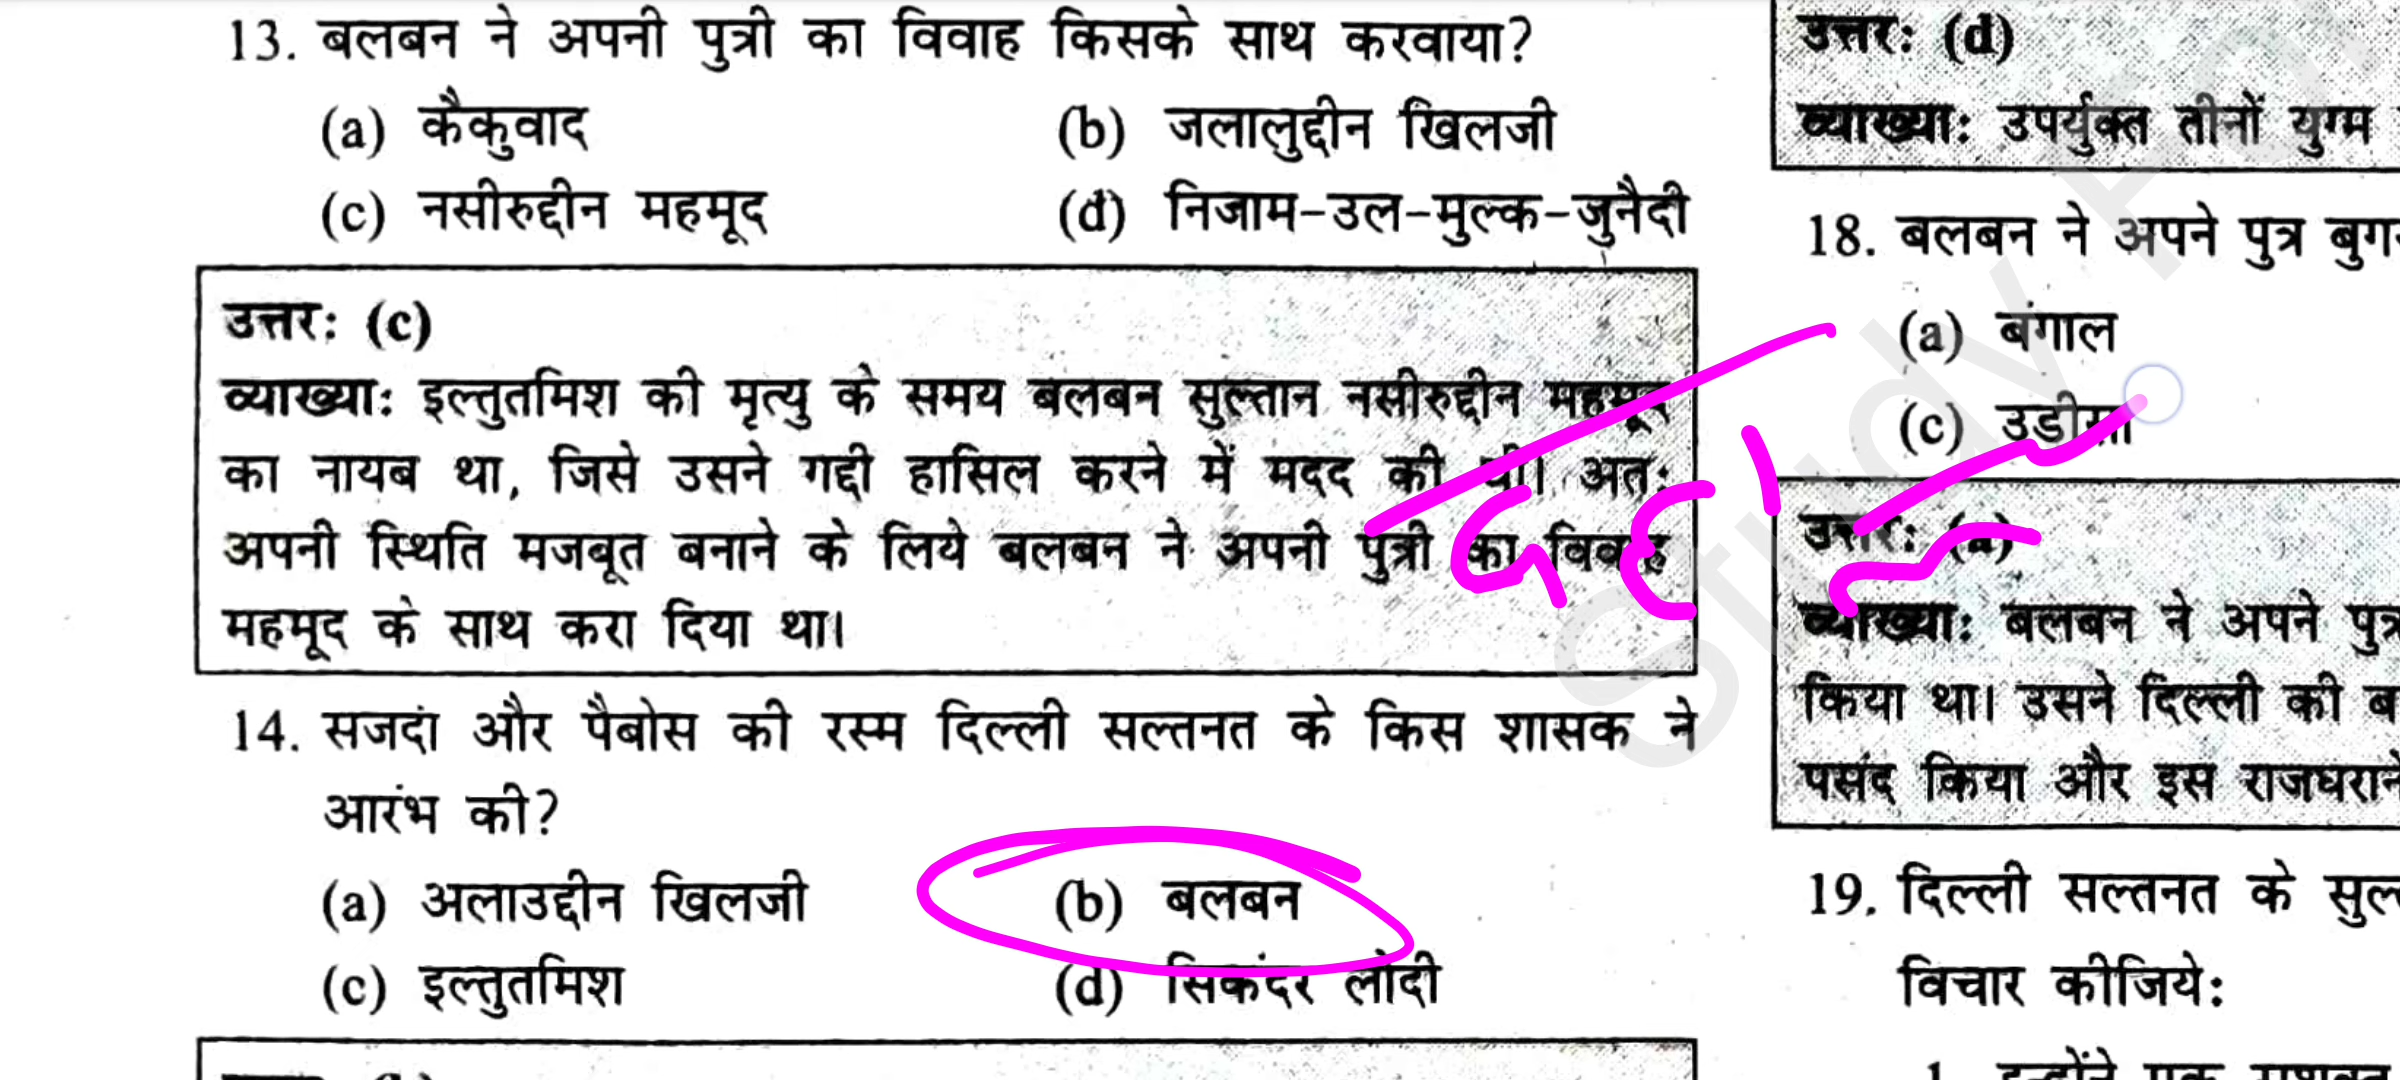 13. बलबन ने अपनी पुत्री का विवाह किसके साथ करवाया?
(a) कैकुवाद
(b) जलालुद्दीन खिलजी
(c) नसीरुद्दीन महमूद
(d) निजाम-उल-मुल्क-जुनैदी
उत्तर: (c)
व्याख्या: इल्तुतमिश की मृत्यु के समय बलबन सुल्तान नसीरुद्दीन महमूद
का नायब था, जिसे उसने गद्दी हासिल करने में मदद की थी। अत:
अपनी स्थिति मजबूत बनाने के लिये बलबन ने अपनी पुत्री का विवाह
महमूद के साथ करा दिया था।
14. सजदा और पैबोस की रस्म दिल्ली सल्तनत के किस शासक ने
आरंभ की?
(a) अलाउद्दीन खिलजी
(b) बलबन
(c) इल्तुतमिश
(d) सिकंदर लोदी
उत्तर: (d)
व्याख्या: उपर्युक्त तीनों युग्म
18. बलबन ने अपने पुत्र
(a) बंगाल
(c) उड़ीसा
उत्तर: (a)
व्याख्या: बलबन ने अपने पुत्र
किया था। उसने दिल्ली की
पसंद किया और इस
19. दिल्ली सल्तनत के
विचार कीजिये:
Study